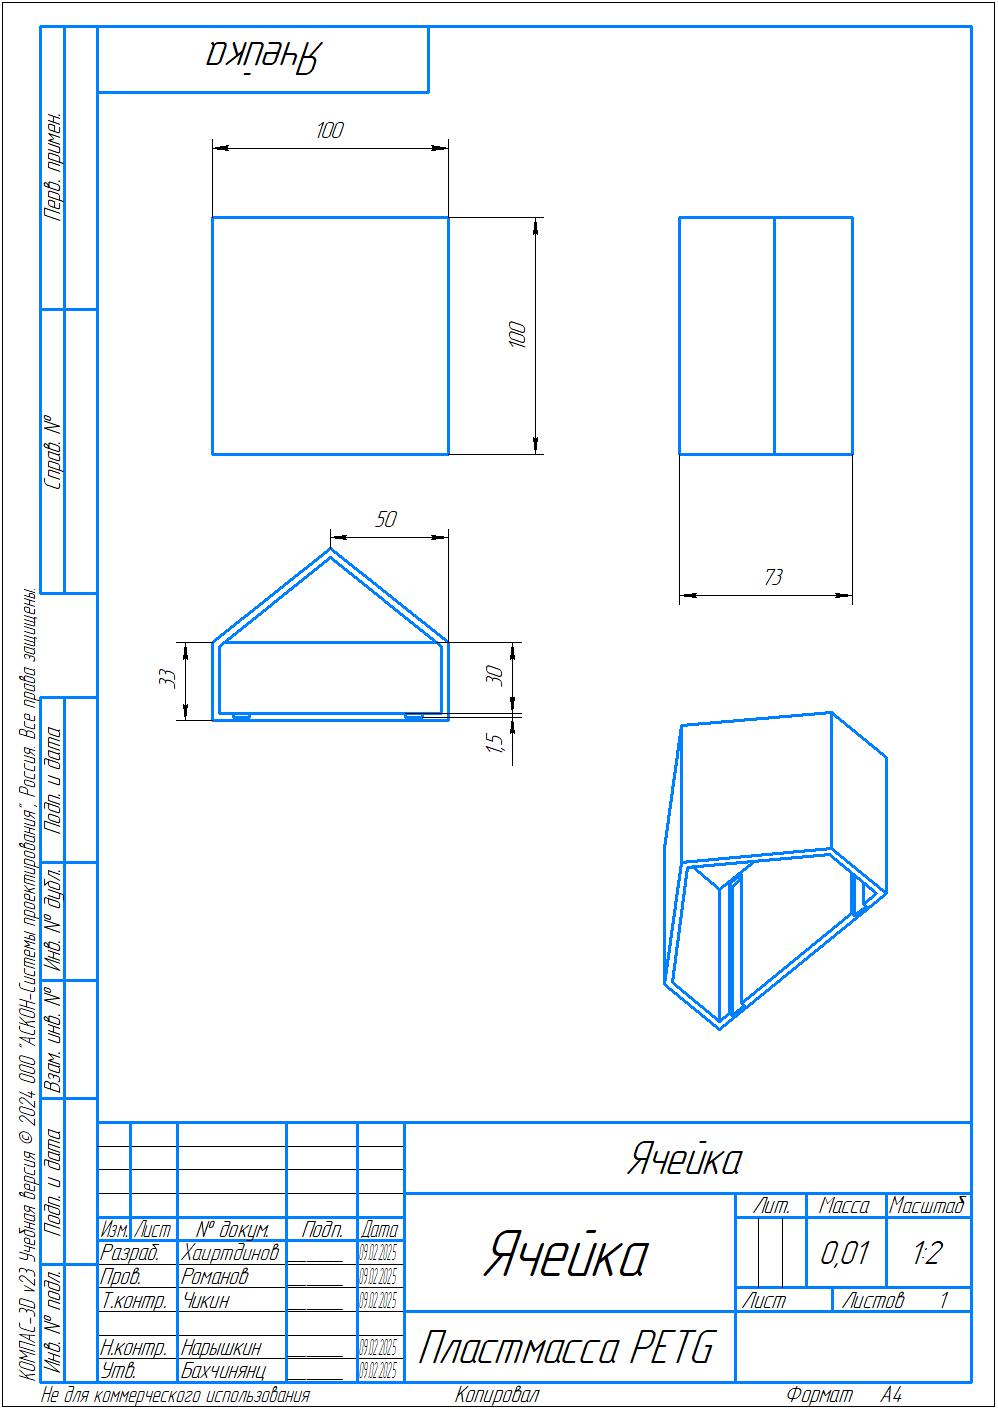 Ячейка
100
100
50
73
33
30
1,5
Перв. примен.
Справ. №
Подп. и дата
Инв. № дубл.
Взам. инв. №
Подп. и дата
Инв. № подл.
КОМПАС-3D v23 Учебная версия © 2024 ООО "АСКОН-Системы проектирования", Россия. Все права защищены.
Ячейка
Изм. Лист № докум. Подп. Дата
Разраб. Хаиртдинов 09.02.2025
Пров. Романов 09.02.2025
Т.контр. Чикин 09.02.2025
Н.контр. Нарышкин 09.02.2025
Утв. Бахчинянц 09.02.2025
Ячейка
Лит. Масса Масштаб
0,01 1:2
Лист Листов 1
Пластмасса PETG
Не для коммерческого использования Копировал Формат А4